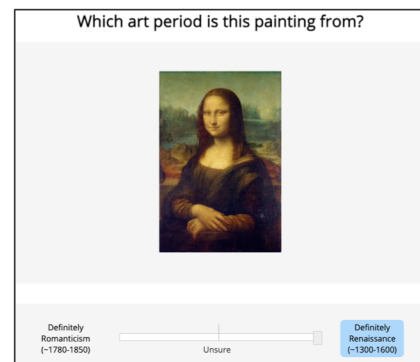 Which art period is this painting from?
Definitely
Romanticism
(~1780-1850)
Unsure
Definitely
Renaissance
(~1300-1600)